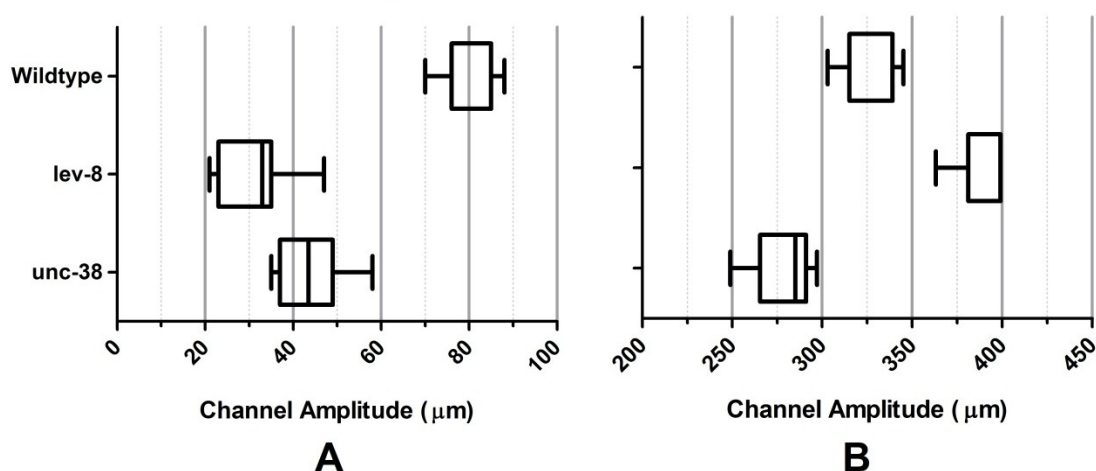 Wildtype
lev-8
unc-38
0 20 40 60 80 100
Channel Amplitude (μm)
A
200 250 300 350 400 450
Channel Amplitude (μm)
B